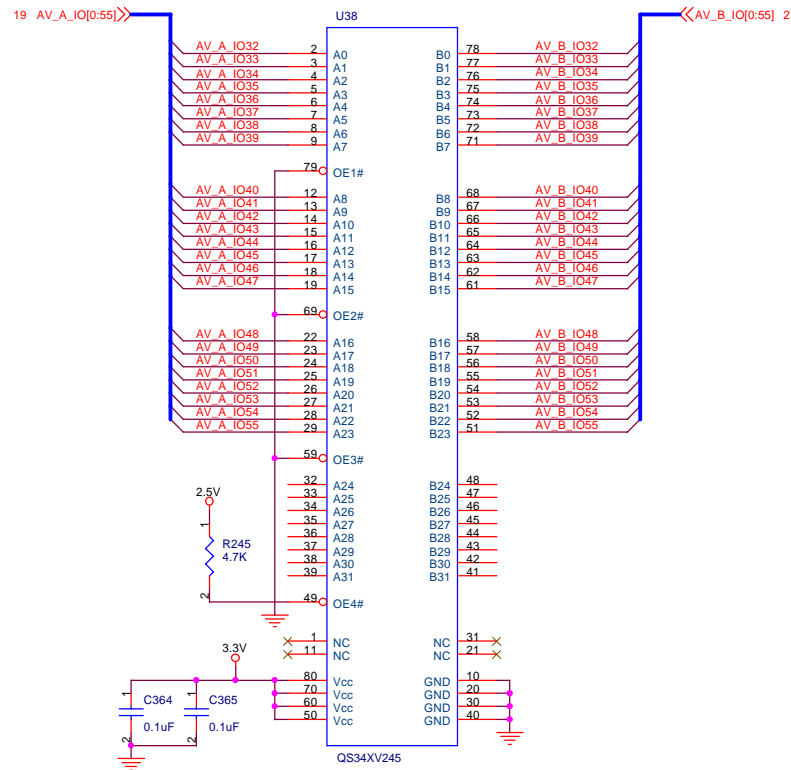 19 AV_A_IO[0:55] U38 AV_B_IO[0:55] 2
AV_A_IO32 2 A0 B0 78 AV_B_IO32
AV_A_IO33 3 A1 B1 77 AV_B_IO33
AV_A_IO34 4 A2 B2 76 AV_B_IO34
AV_A_IO35 5 A3 B3 75 AV_B_IO35
AV_A_IO36 6 A4 B4 74 AV_B_IO36
AV_A_IO37 7 A5 B5 73 AV_B_IO37
AV_A_IO38 8 A6 B6 72 AV_B_IO38
AV_A_IO39 9 A7 B7 71 AV_B_IO39
79 OE1#
AV_A_IO40 12 A8 B8 68 AV_B_IO40
AV_A_IO41 13 A9 B9 67 AV_B_IO41
AV_A_IO42 14 A10 B10 66 AV_B_IO42
AV_A_IO43 15 A11 B11 65 AV_B_IO43
AV_A_IO44 16 A12 B12 64 AV_B_IO44
AV_A_IO45 17 A13 B13 63 AV_B_IO45
AV_A_IO46 18 A14 B14 62 AV_B_IO46
AV_A_IO47 19 A15 B15 61 AV_B_IO47
69 OE2#
AV_A_IO48 22 A16 B16 58 AV_B_IO48
AV_A_IO49 23 A17 B17 57 AV_B_IO49
AV_A_IO50 24 A18 B18 56 AV_B_IO50
AV_A_IO51 25 A19 B19 55 AV_B_IO51
AV_A_IO52 26 A20 B20 54 AV_B_IO52
AV_A_IO53 27 A21 B21 53 AV_B_IO53
AV_A_IO54 28 A22 B22 52 AV_B_IO54
AV_A_IO55 29 A23 B23 51 AV_B_IO55
59 OE3#
32 A24 B24 48
2.5V 33 A25 B25 47
34 A26 B26 46
1 35 A27 B27 45
36 A28 B28 44
R245 37 A29 B29 43
4.7K 38 A30 B30 42
39 A31 B31 41
2 49 OE4#
1 NC NC 31
3.3V 11 NC NC 21
80 Vcc GND 10
1 C364 1 C365 70 Vcc GND 20
60 Vcc GND 30
0.1uF 0.1uF 50 Vcc GND 40
2 2
QS34XV245